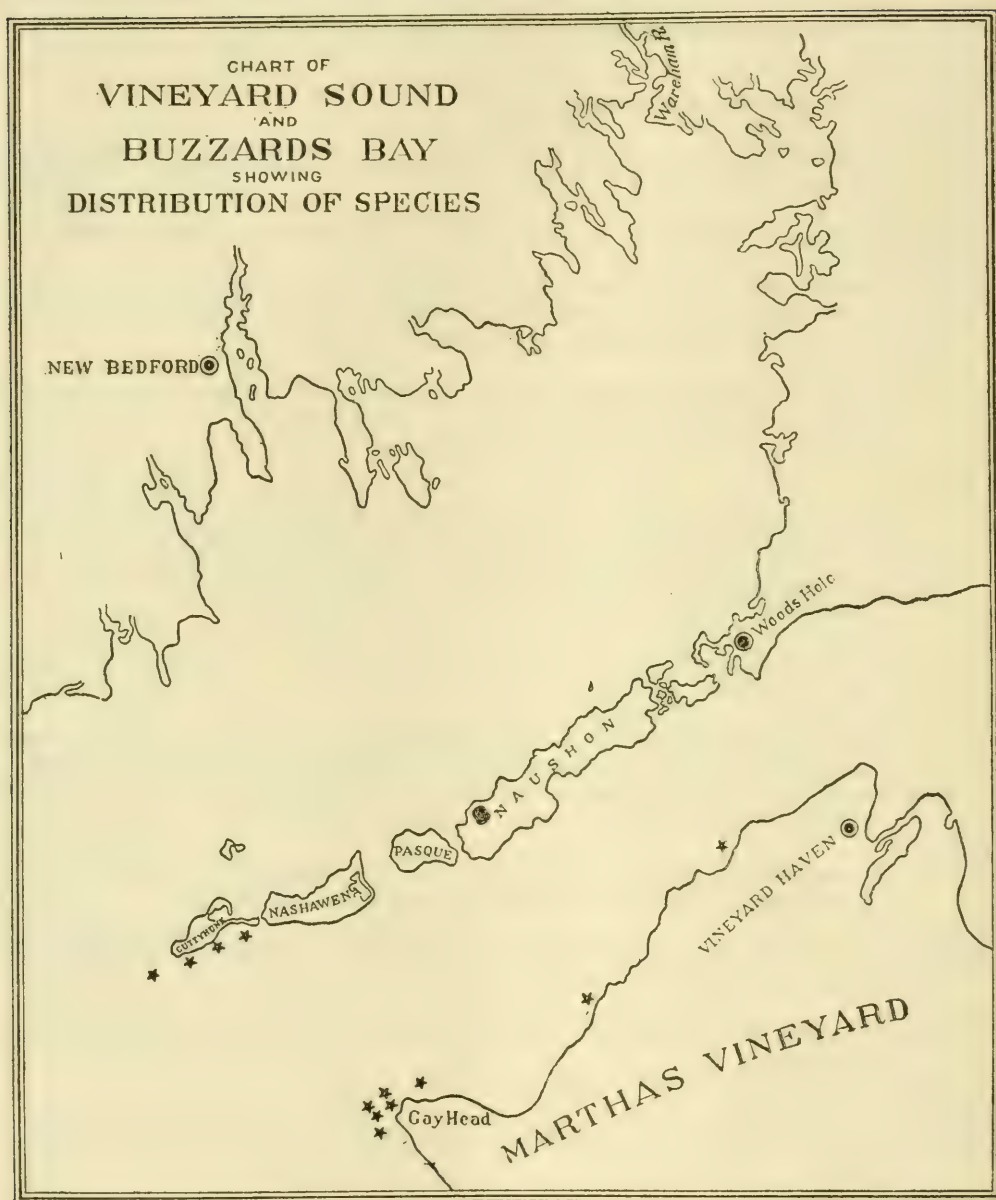 CHART OF
VINEYARD SOUND
AND
BUZZARDS BAY
SHOWING
DISTRIBUTION OF SPECIES
Wareham R.
NEW BEDFORD
Woods Hole
NAUSHON
PASQUE
VINEYARD HAVEN
NASHAWENA
CUTTYHUNK
MARTHAS VINEYARD
Gay Head